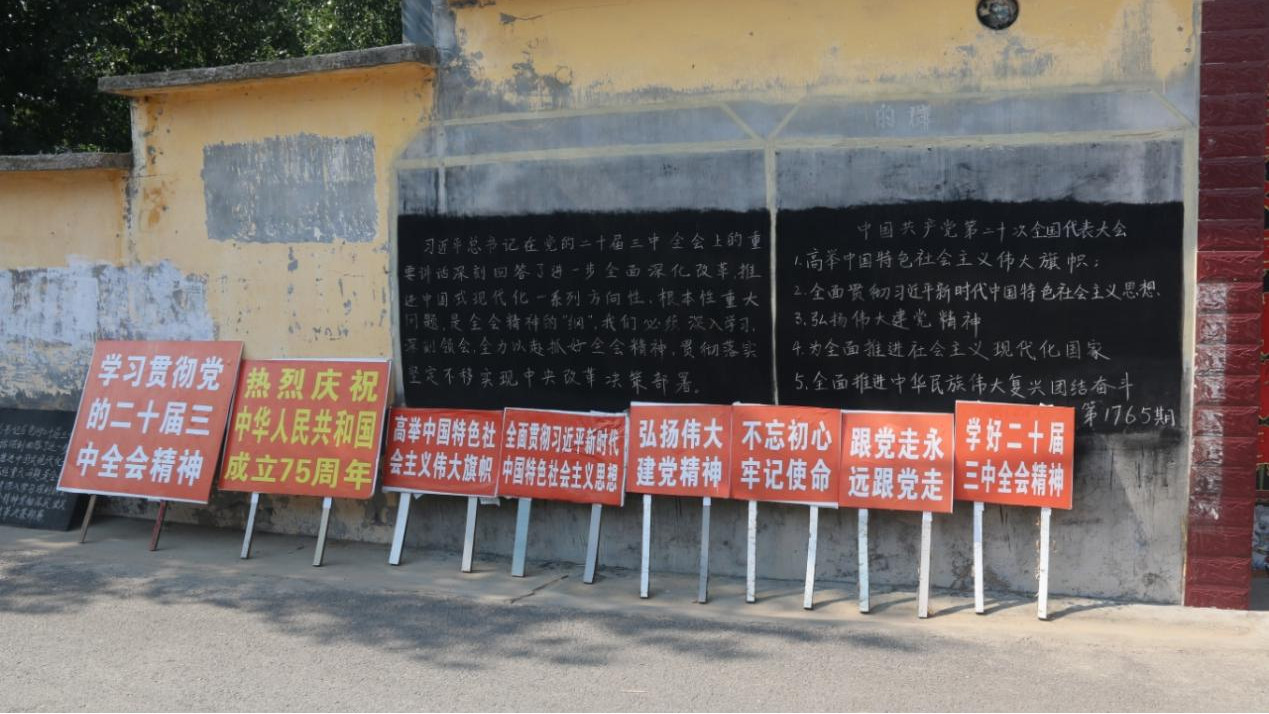 的
习近平总书记在党的二十届三中全会上的重
要讲话深刻回答了进一步全面深化改革,推
进中国式现代化一系列方向性、根本性重大
问题,是全会精神的“纲”,我们必须深入学习,
深刻领会,全力以赴抓好全会精神,贯彻落实
坚定不移实现中央改革决策部署。
中国共产党第二十次全国代表大会
1.高举中国特色社会主义伟大旗帜;
2.全面贯彻习近平新时代中国特色社会主义思想.
3.弘扬伟大建党精神
4.为全面推进社会主义现代化国家
5.全面推进中华民族伟大复兴团结奋斗
第1765期
学习贯彻党
的二十届三
中全会精神
热烈庆祝
中华人民共和国
成立75周年
高举中国特色社
会主义伟大旗帜
全面贯彻习近平新时代
中国特色社会主义思想
弘扬伟大
建党精神
不忘初心
牢记使命
跟党走永
远跟党走
学好二十届
三中全会精神